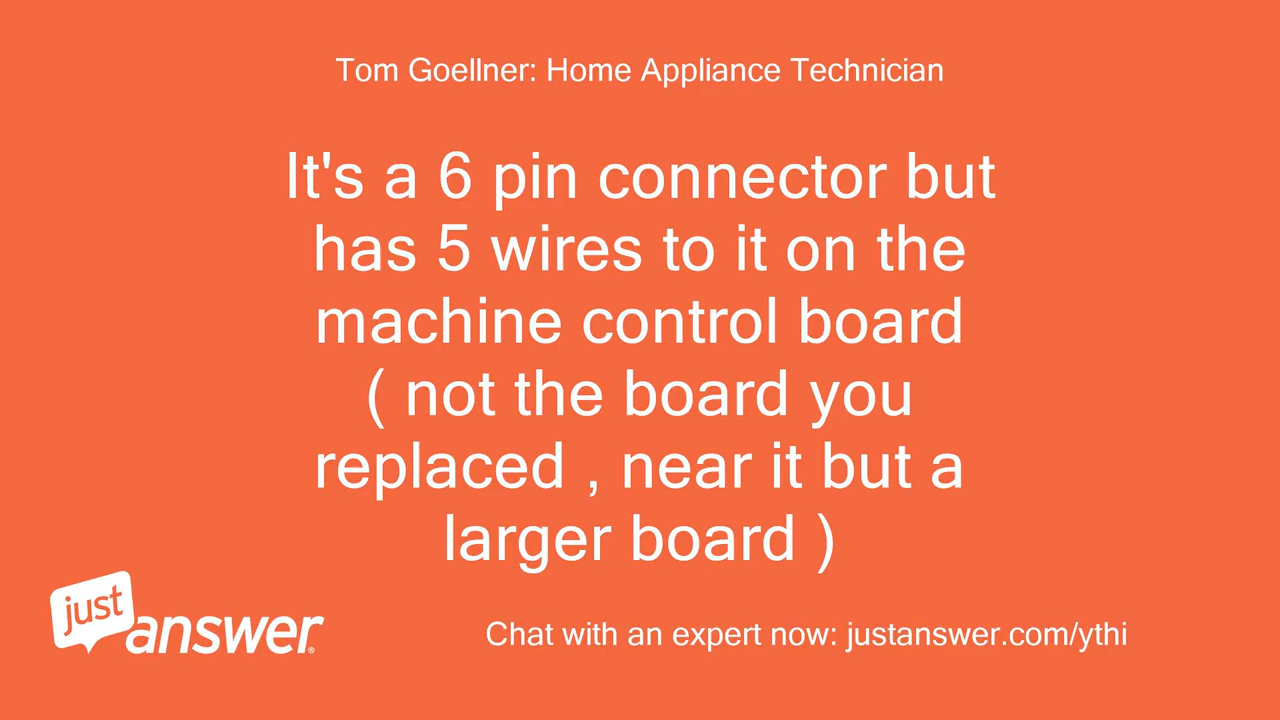 Tom Goellner: Home Appliance Technician
It's a 6 pin connector but
has 5 wires to it on the
machine control board
( not the board you
replaced , near it but a
larger board )
just
answer®
Chat with an expert now: justanswer.com/ythi